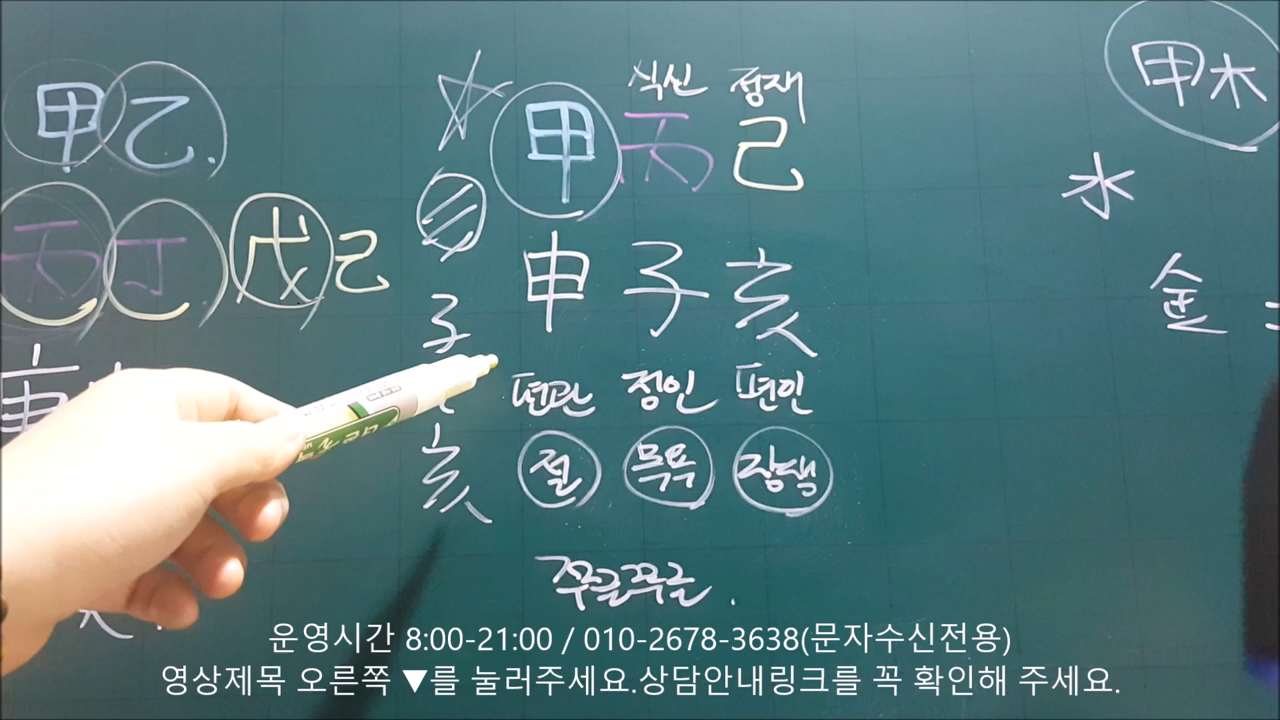 甲乙.
丙丁.戊己
庚
子
亥
식신 정재
甲丙己
申子亥
편관 정인 편인
절 목욕 장생
쭈글쭈글.
甲木
水
金
운영시간 8:00-21:00 / 010-2678-3638(문자수신전용)
영상제목 오른쪽 ▼를 눌러주세요.상담안내링크를 꼭 확인해 주세요.